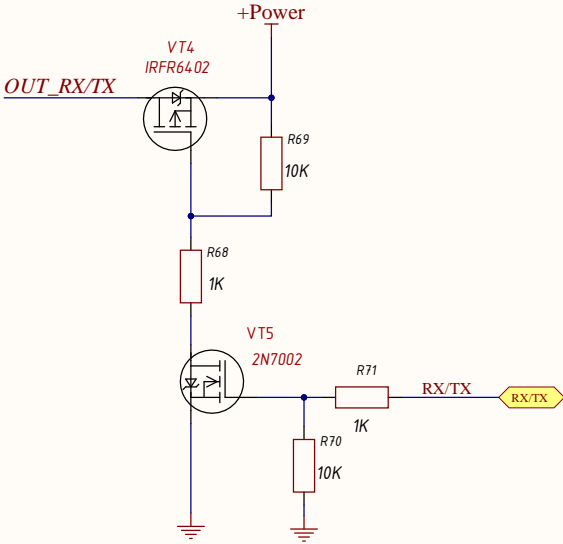 +Power
VT4
IRFR6402
OUT_RX/TX
R69
10K
R68
1K
VT5
2N7002
R71
RX/TX
RX/TX
1K
R70
10K